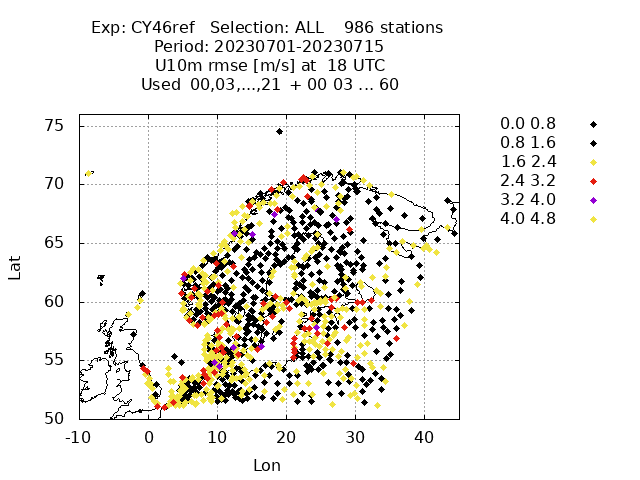 Exp: CY46ref   Selection: ALL    986 stations
Period: 20230701-20230715
U10m rmse [m/s] at  18 UTC
Used  00,03,...,21  + 00 03 ... 60
0.0 0.8
0.8 1.6
1.6 2.4
2.4 3.2
3.2 4.0
4.0 4.8
75
70
65
60
55
50
Lat
-10 0 10 20 30 40
Lon